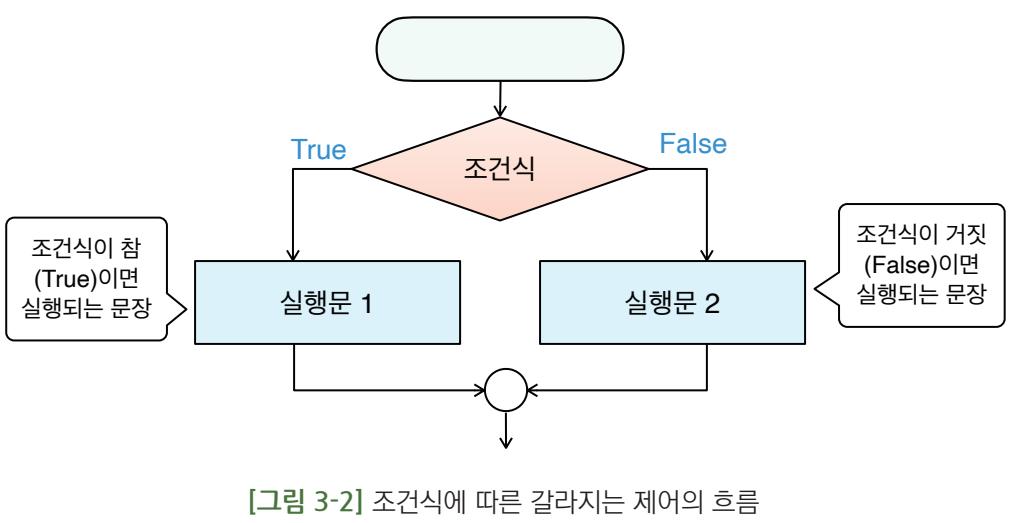 True
False
조건식
조건식이 참
(True)이면
실행되는 문장
조건식이 거짓
(False)이면
실행되는 문장
실행문 1
실행문 2
[그림 3-2] 조건식에 따른 갈라지는 제어의 흐름